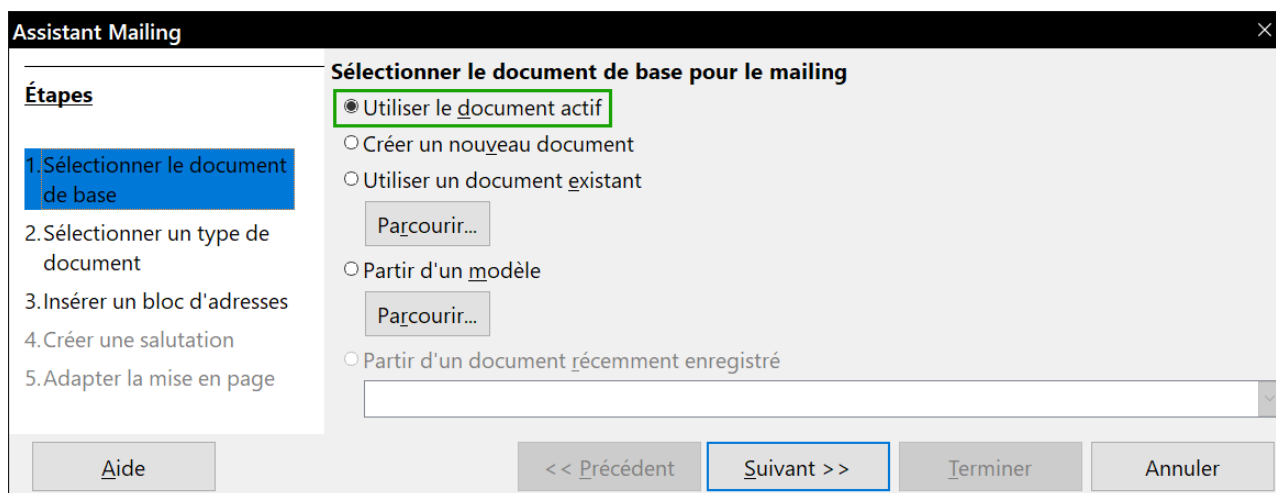 Assistant Mailing
Étapes
1.Sélectionner le document
de base
2.Sélectionner un type de
document
3.Insérer un bloc d'adresses
4.Créer une salutation
5.Adapter la mise en page
Sélectionner le document de base pour le mailing
Utiliser le document actif
Créer un nouveau document
Utiliser un document existant
Parcourir...
Partir d'un modèle
Parcourir...
Partir d'un document récemment enregistré
Aide
<< Précédent
Suivant >>
Terminer
Annuler